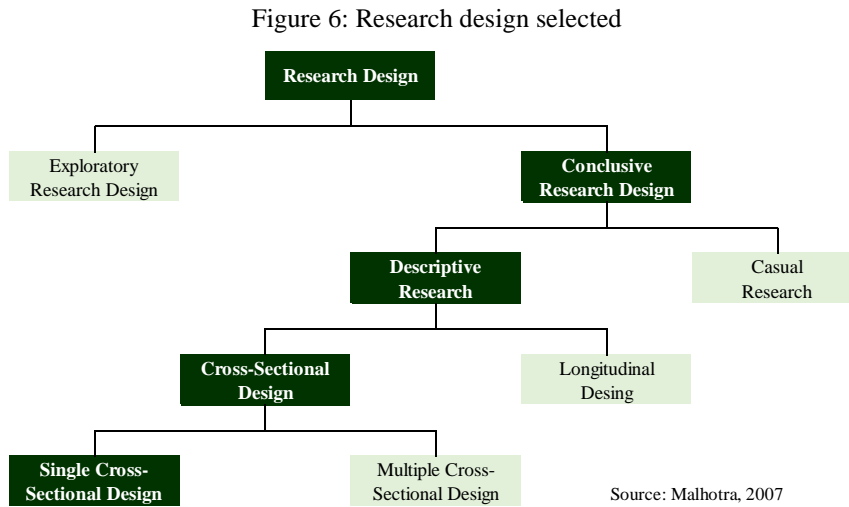 Figure 6: Research design selected
Research Design
Exploratory
Research Design
Conclusive
Research Design
Descriptive
Research
Casual
Research
Cross-Sectional
Design
Longitudinal
Desing
Single Cross-
Sectional Design
Multiple Cross-
Sectional Design
Source: Malhotra, 2007